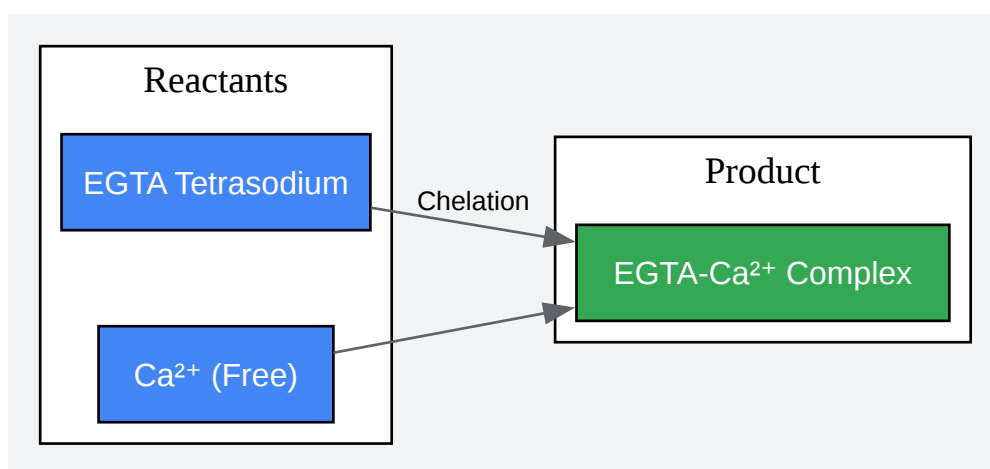 Reactants
EGTA Tetrasodium
Ca²⁺ (Free)
Chelation
Product
EGTA-Ca²⁺ Complex